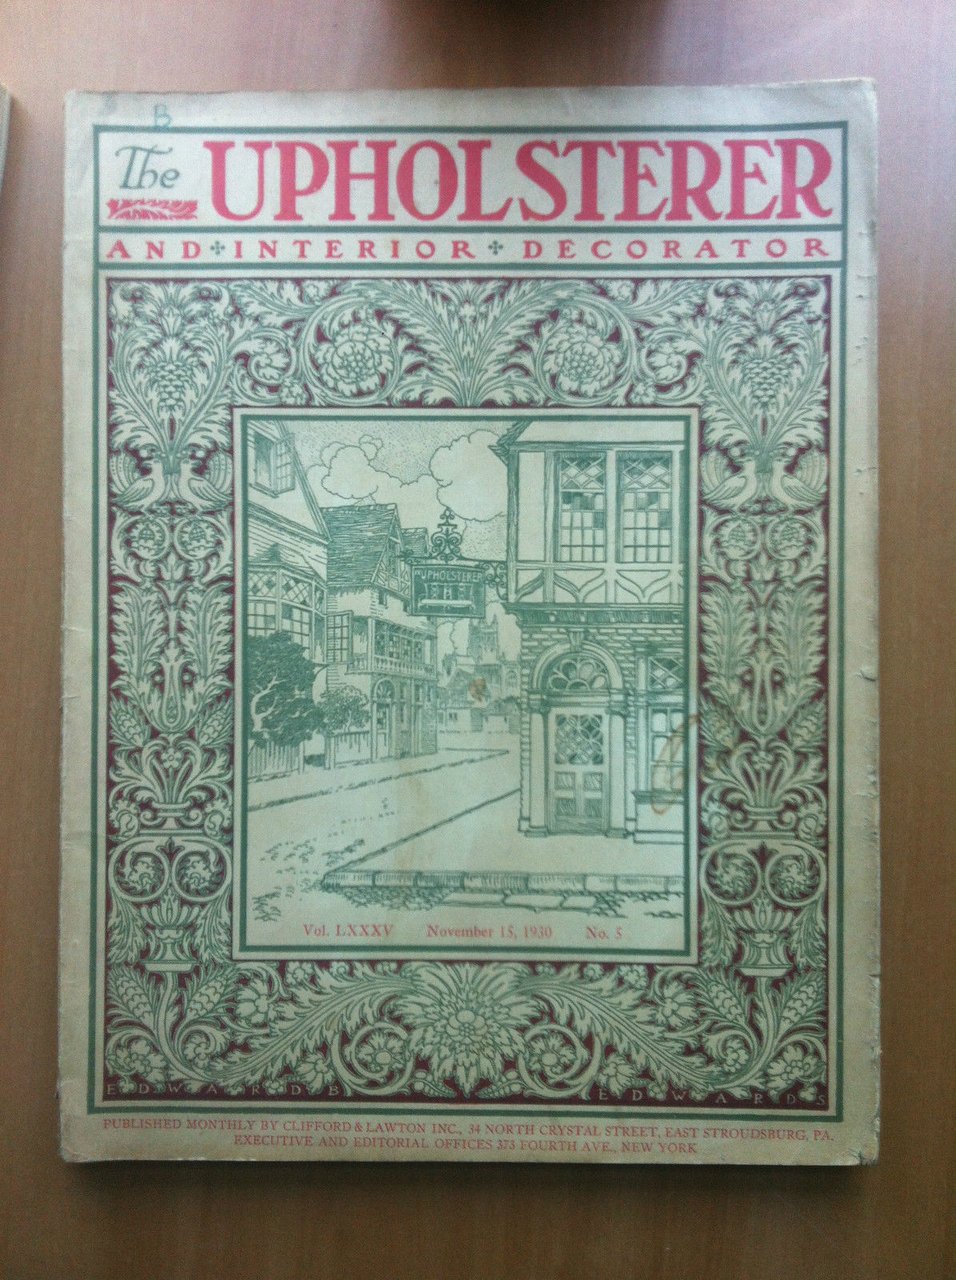 B
The UPHOLSTERER
AND INTERIOR DECORATOR
UPHOLSTERER
Vol. LXXXV November 15, 1930 No. 5
EDWARD B EDWARDS
PUBLISHED MONTHLY BY CLIFFORD & LAWTON INC., 34 NORTH CRYSTAL STREET, EAST STROUDSBURG, PA.
EXECUTIVE AND EDITORIAL OFFICES 373 FOURTH AVE., NEW YORK